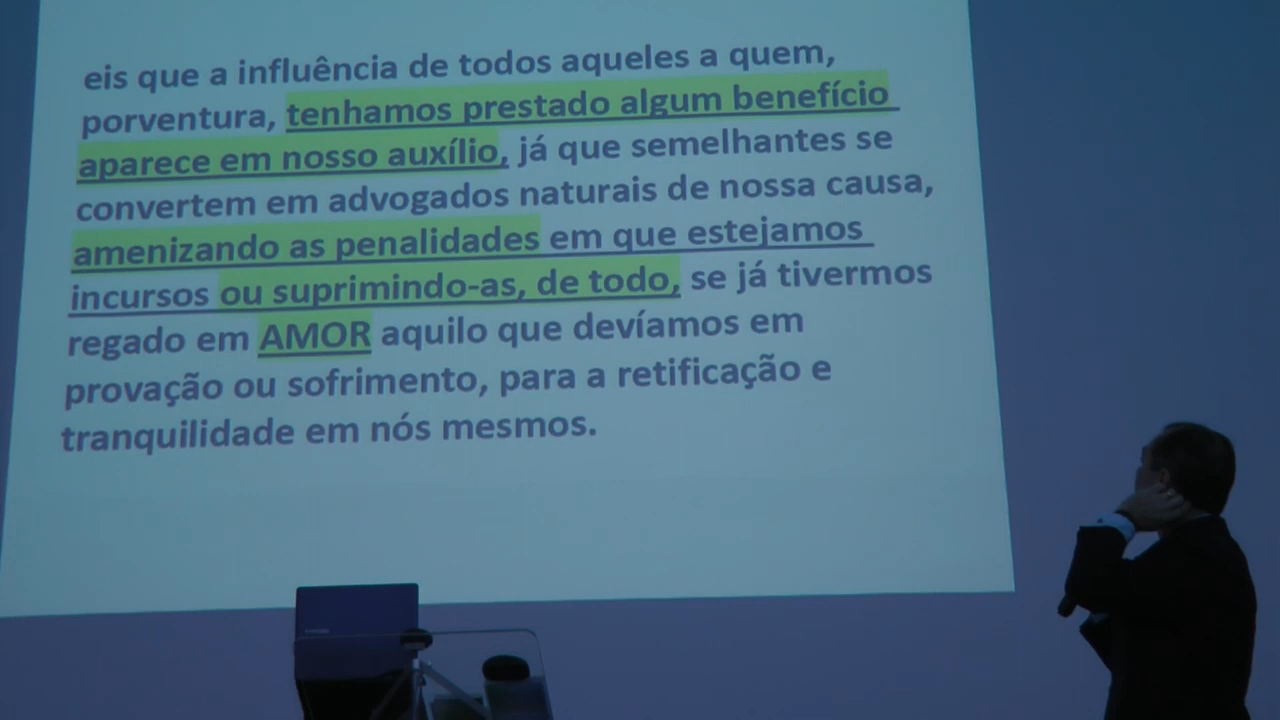 eis que a influência de todos aqueles a quem,
porventura, tenhamos prestado algum benefício
aparece em nosso auxílio, já que semelhantes se
convertem em advogados naturais de nossa causa,
amenizando as penalidades em que estejamos
incursos ou suprimindo-as, de todo, se já tivermos
regado em AMOR aquilo que devíamos em
provação ou sofrimento, para a retificação e
tranquilidade em nós mesmos.